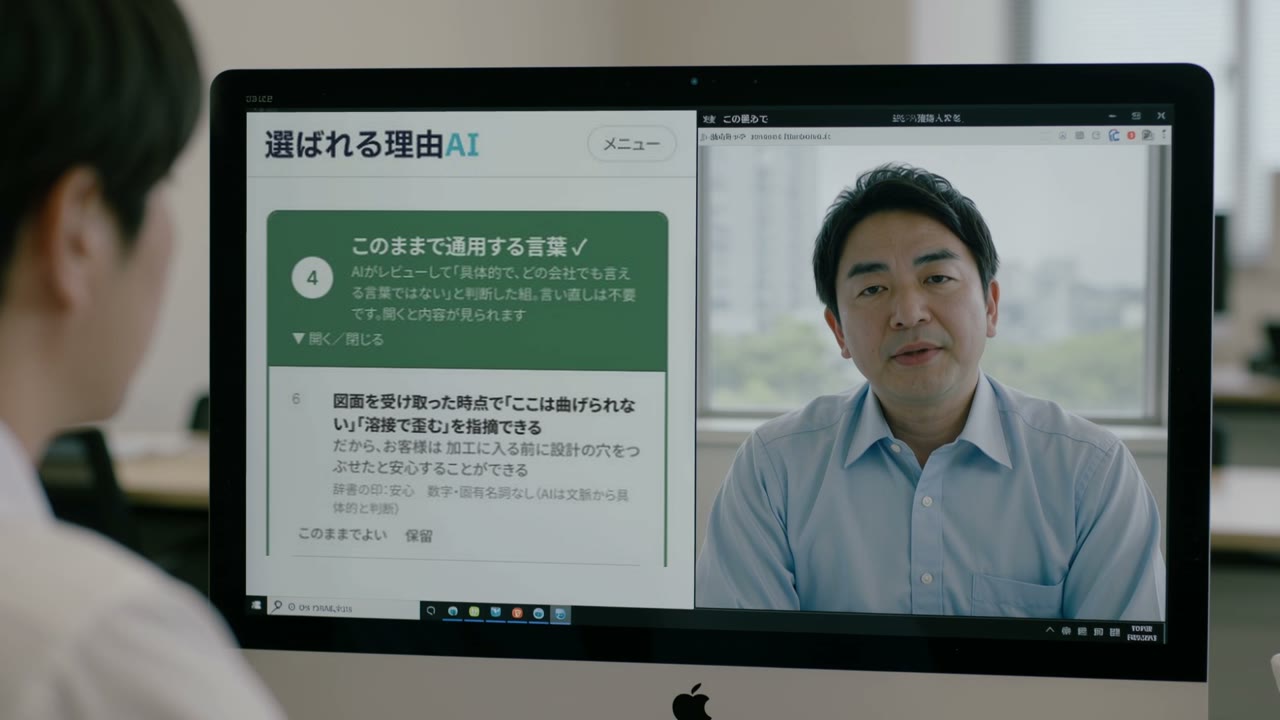 選ばれる理由AI
メニュー
4
このままで通用する言葉✓
AIがレビューして「具体的で、どの会社でも言え
る言葉ではない」と判断した組。言い直しは不要
です。開くと内容が見られます
▼開く／閉じる
6
図面を受け取った時点で「ここは曲げられな
い」「溶接で歪む」を指摘できる
だから、お客様は 加工に入る前に設計の穴をつ
ぶせたと安心することができる
辞書の印：安心 数字・固有名詞なし（AIは文脈から具
体的と判断）
このままでよい 保留